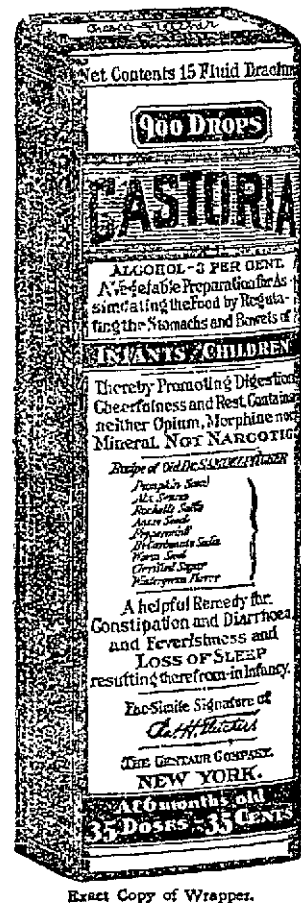 Net Contents 15 Fluid Drachms
900 DROPS
CASTORIA
ALCOHOL-3 PER CENT.
A Vegetable Preparation for As-
similating the Food by Regula-
ting the Stomachs and Bowels of
INFANTS CHILDREN
Thereby Promoting Digestion
Cheerfulness and Rest. Contains
neither Opium, Morphine nor
Mineral. NOT NARCOTIC
Recipe of Old Dr. SAMUEL PITCHER
Pumpkin Seed
Alx Senna
Rochelle Salts
Anise Seed
Peppermint
Bi Carbonate Soda
Worm Seed
Clarified Sugar
Wintergreen Flavor
A helpful Remedy for
Constipation and Diarrhoea,
and Feverishness and
LOSS OF SLEEP
resulting therefrom in Infancy.
Fac-Simile Signature of
Chas. H. Fletcher
THE CENTAUR COMPANY.
NEW YORK.
At 6 months old
35 DOSES - 35 CENTS
Exact Copy of Wrapper.